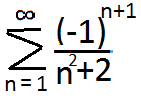 ∞
∑ (-1)^(n+1) / (n²+2)
n = 1